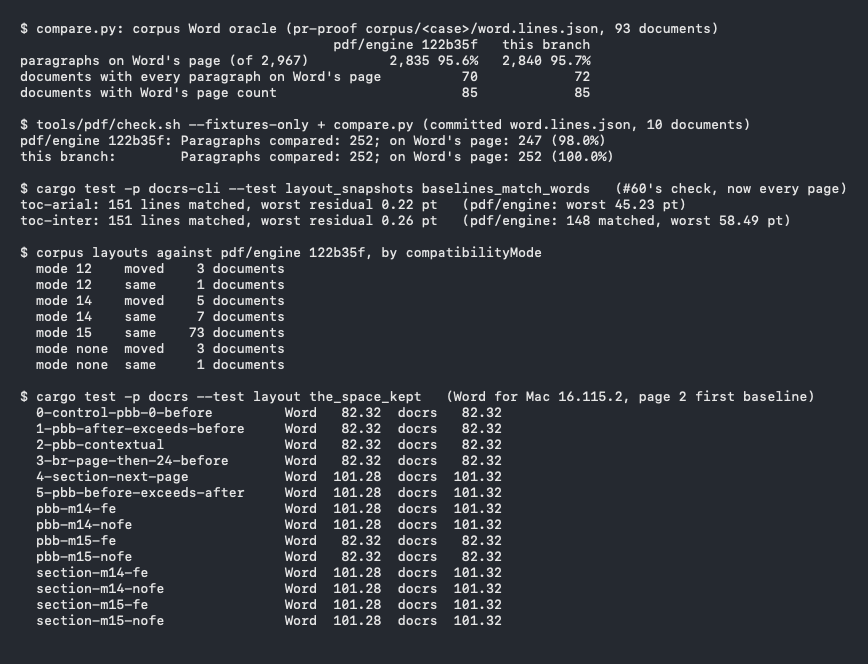 $ compare.py: corpus Word oracle (pr-proof corpus/<case>/word.lines.json, 93 documents)
                                       pdf/engine 122b35f   this branch
paragraphs on Word's page (of 2,967)          2,835 95.6%   2,840 95.7%
documents with every paragraph on Word's page          70            72
documents with Word's page count                       85            85

$ tools/pdf/check.sh --fixtures-only + compare.py (committed word.lines.json, 10 documents)
pdf/engine 122b35f: Paragraphs compared: 252; on Word's page: 247 (98.0%)
this branch:        Paragraphs compared: 252; on Word's page: 252 (100.0%)

$ cargo test -p docrs-cli --test layout_snapshots baselines_match_words   (#60's check, now every page)
toc-arial: 151 lines matched, worst residual 0.22 pt   (pdf/engine: worst 45.23 pt)
toc-inter: 151 lines matched, worst residual 0.26 pt   (pdf/engine: 148 matched, worst 58.49 pt)

$ corpus layouts against pdf/engine 122b35f, by compatibilityMode
  mode 12    moved    3 documents
  mode 12    same     1 documents
  mode 14    moved    5 documents
  mode 14    same     7 documents
  mode 15    same    73 documents
  mode none  moved    3 documents
  mode none  same     1 documents

$ cargo test -p docrs --test layout the_space_kept   (Word for Mac 16.115.2, page 2 first baseline)
  0-control-pbb-0-before         Word   82.32  docrs   82.32
  1-pbb-after-exceeds-before     Word   82.32  docrs   82.32
  2-pbb-contextual               Word   82.32  docrs   82.32
  3-br-page-then-24-before       Word   82.32  docrs   82.32
  4-section-next-page            Word  101.28  docrs  101.32
  5-pbb-before-exceeds-after     Word  101.28  docrs  101.32
  pbb-m14-fe                     Word  101.28  docrs  101.32
  pbb-m14-nofe                   Word  101.28  docrs  101.32
  pbb-m15-fe                     Word   82.32  docrs   82.32
  pbb-m15-nofe                   Word   82.32  docrs   82.32
  section-m14-fe                 Word  101.28  docrs  101.32
  section-m14-nofe               Word  101.28  docrs  101.32
  section-m15-fe                 Word  101.28  docrs  101.32
  section-m15-nofe               Word  101.28  docrs  101.32